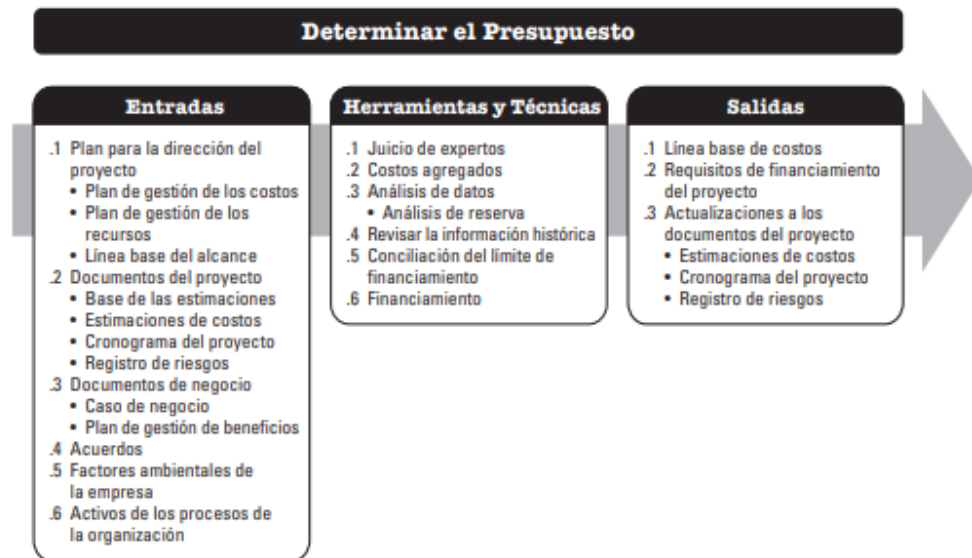 Determinar el Presupuesto
Entradas
.1 Plan para la dirección del
proyecto
• Plan de gestión de los costos
• Plan de gestión de los
recursos
• Línea base del alcance
.2 Documentos del proyecto
• Base de las estimaciones
• Estimaciones de costos
• Cronograma del proyecto
• Registro de riesgos
.3 Documentos de negocio
• Caso de negocio
• Plan de gestión de beneficios
.4 Acuerdos
.5 Factores ambientales de
la empresa
.6 Activos de los procesos de
la organización
Herramientas y Técnicas
.1 Juicio de expertos
.2 Costos agregados
.3 Análisis de datos
• Análisis de reserva
.4 Revisar la información histórica
.5 Conciliación del límite de
financiamiento
.6 Financiamiento
Salidas
.1 Línea base de costos
.2 Requisitos de financiamiento
del proyecto
.3 Actualizaciones a los
documentos del proyecto
• Estimaciones de costos
• Cronograma del proyecto
• Registro de riesgos